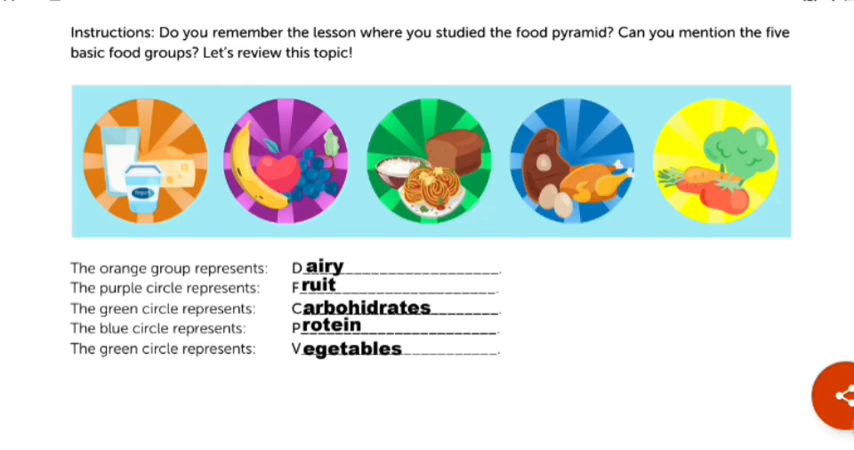 Instructions: Do you remember the lesson where you studied the food pyramid? Can you mention the five
basic food groups? Let's review this topic!
Yogurt
The orange group represents: Dairy
The purple circle represents: Fruit
The green circle represents: Carbohidrates
The blue circle represents: Protein
The green circle represents: Vegetables